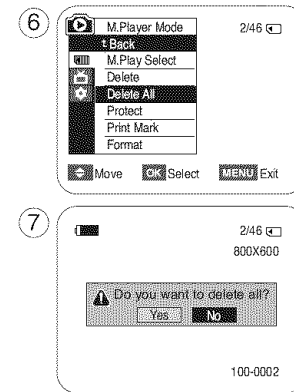 6
M.Player Mode 2/46
Back
M.Play Select
Delete
Delete All
Protect
Print Mark
Format
Move OK Select MENU Exit
7
2/46
800X600
Do you want to delete all?
Yes No
100-0002